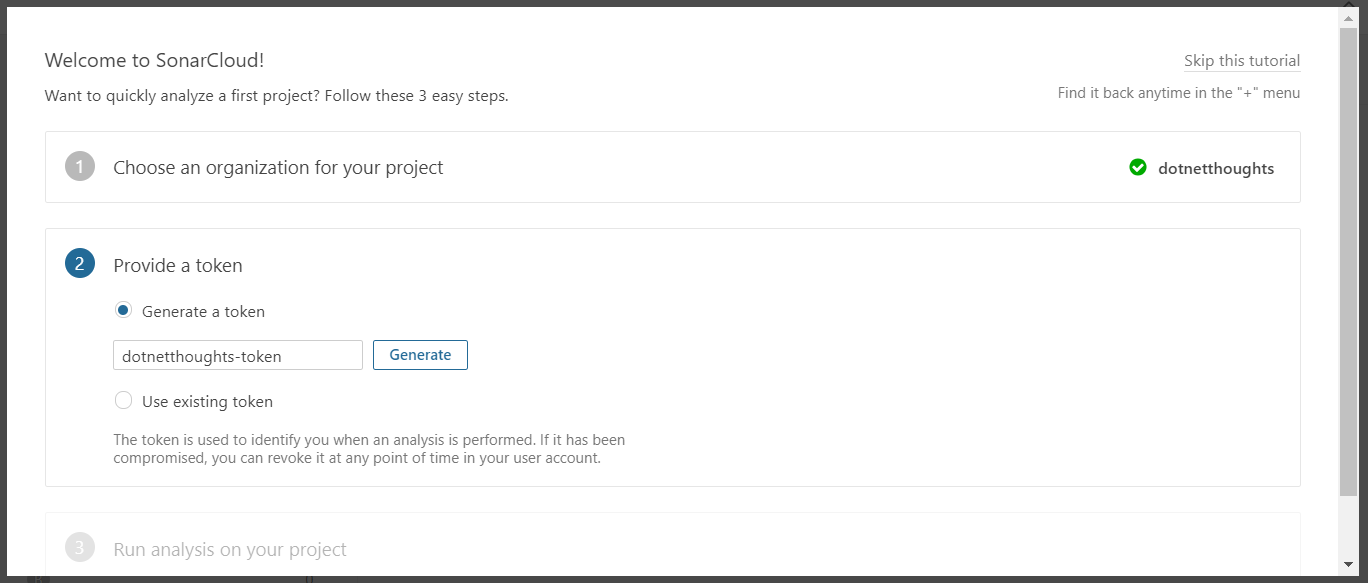 Welcome to SonarCloud!
Skip this tutorial
Want to quickly analyze a first project? Follow these 3 easy steps.
Find it back anytime in the "+" menu
1 Choose an organization for your project
dotnetthoughts
2 Provide a token
Generate a token
dotnetthoughts-token Generate
Use existing token
The token is used to identify you when an analysis is performed. If it has been
compromised, you can revoke it at any point of time in your user account.
3 Run analysis on your project